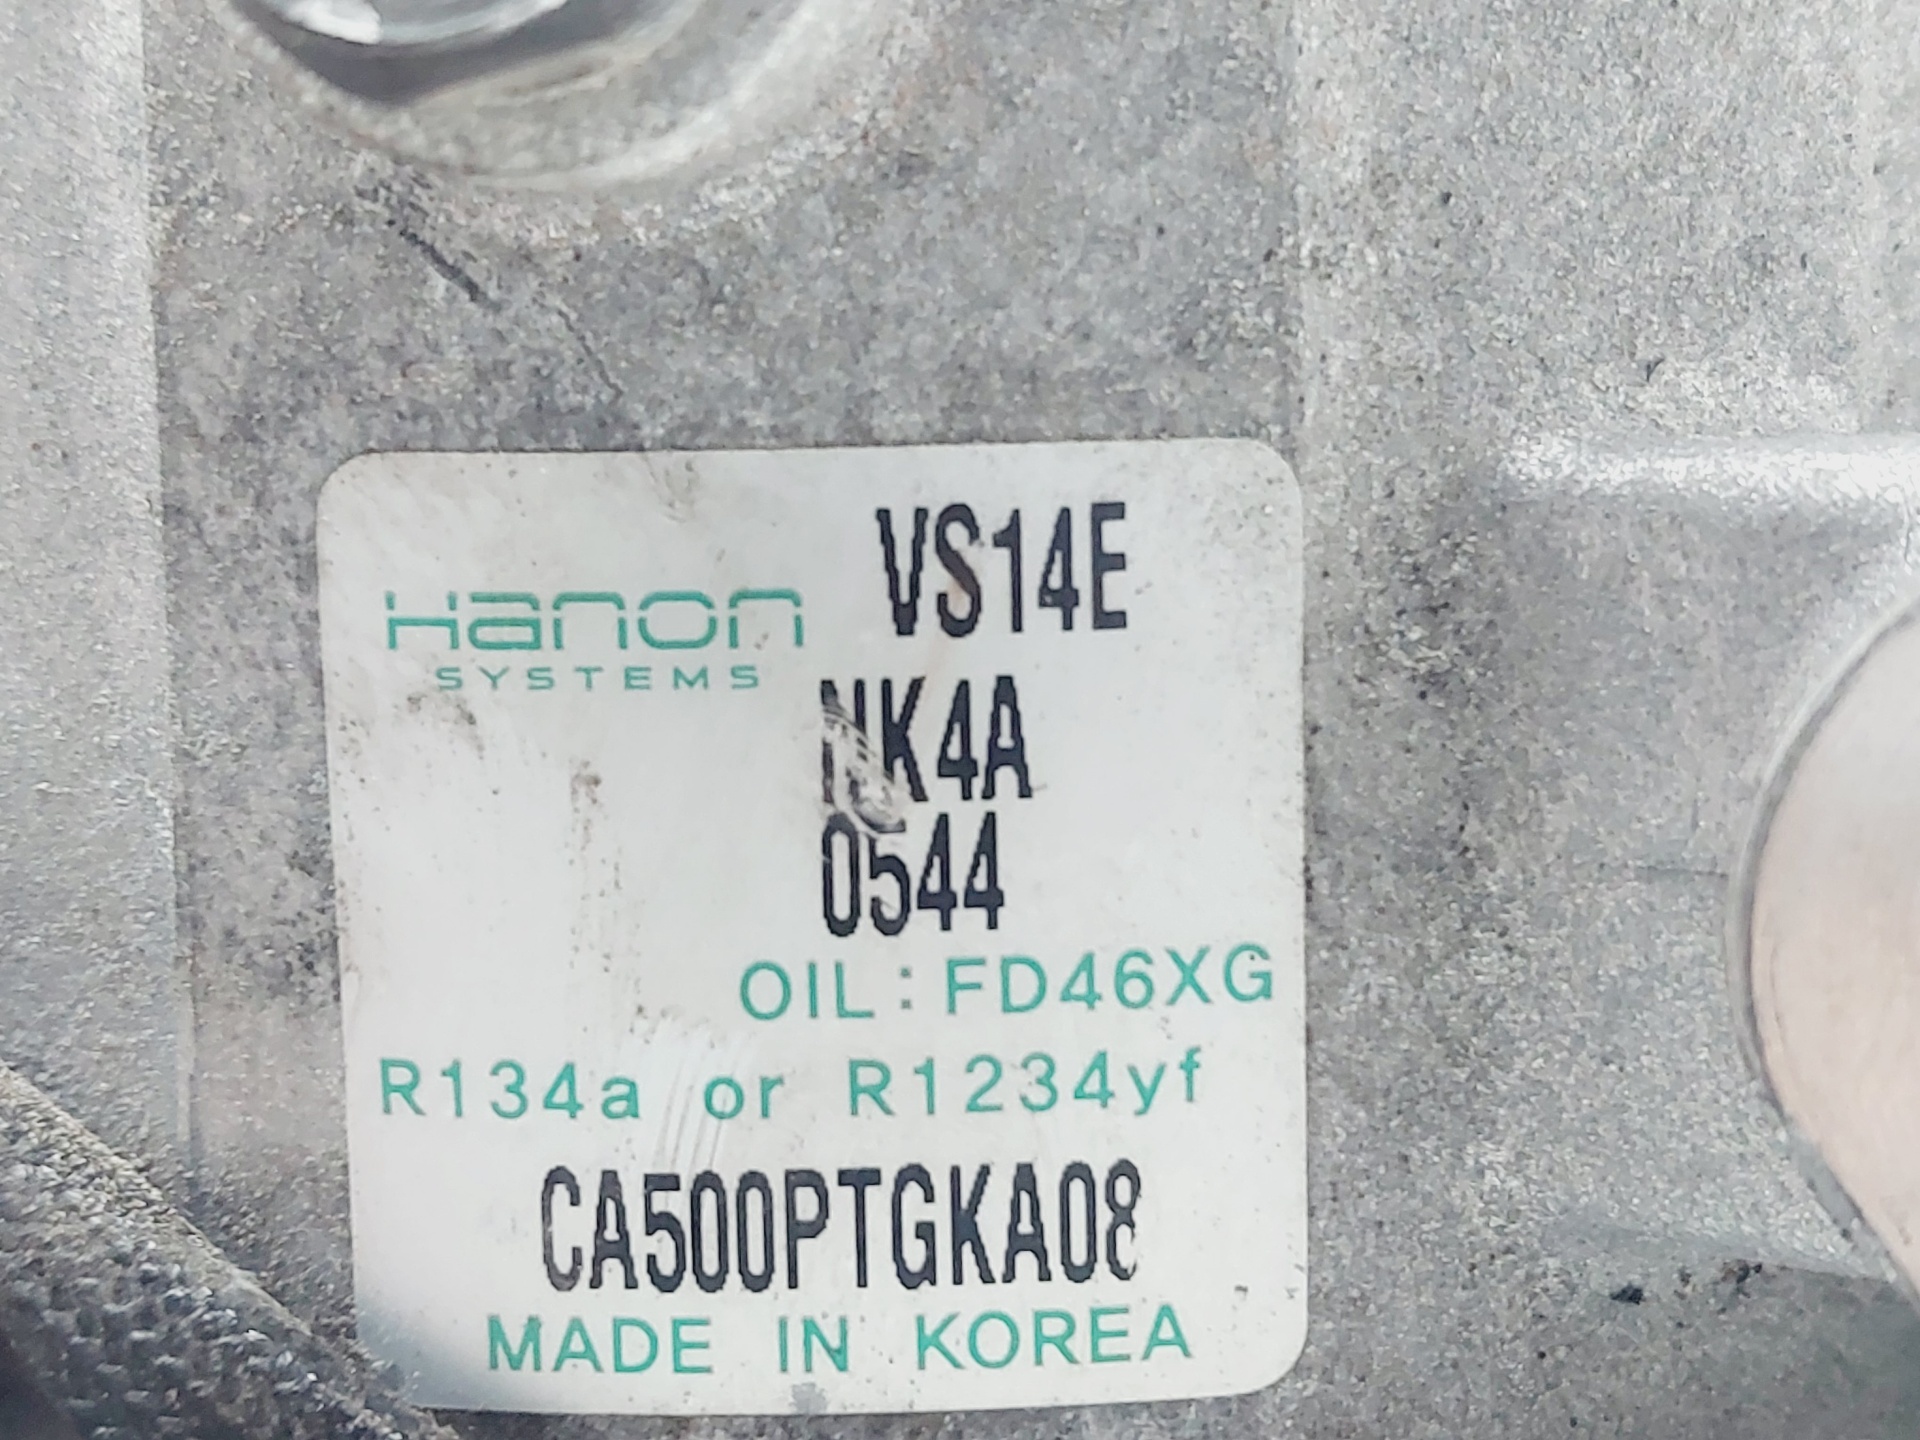 VS14E
Hanon
SYSTEMS
NK4A
0544
OIL:FD46XG
R134a or R1234yf
CA500PTGKA08
MADE IN KOREA